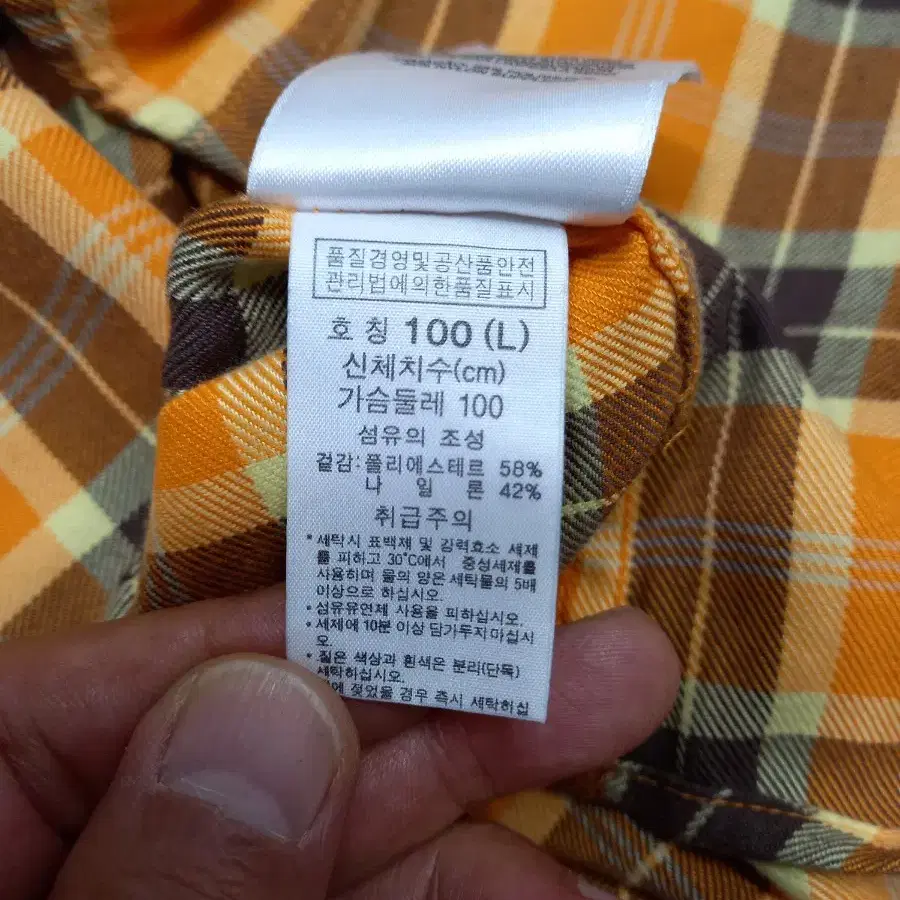 품질경영및공산품안전
관리법에의한품질표시
호 칭 100 (L)
신체치수(cm)
가슴둘레 100
섬유의 조성
겉감:폴리에스테르 58%
나 일 론 42%
취급주의
* 세탁시 표백제 및 강력효소 세제
를 피하고 30°C에서 중성세제를
사용하며 물의 양은 세탁물의 5배
이상으로 하십시오.
* 섬유유연제 사용을 피하십시오.
* 세제에 10분 이상 담가두지마십시
오.
* 짙은 색상과 흰색은 분리(단독)
세탁하십시오.
에 젖었을 경우 즉시 세탁하십